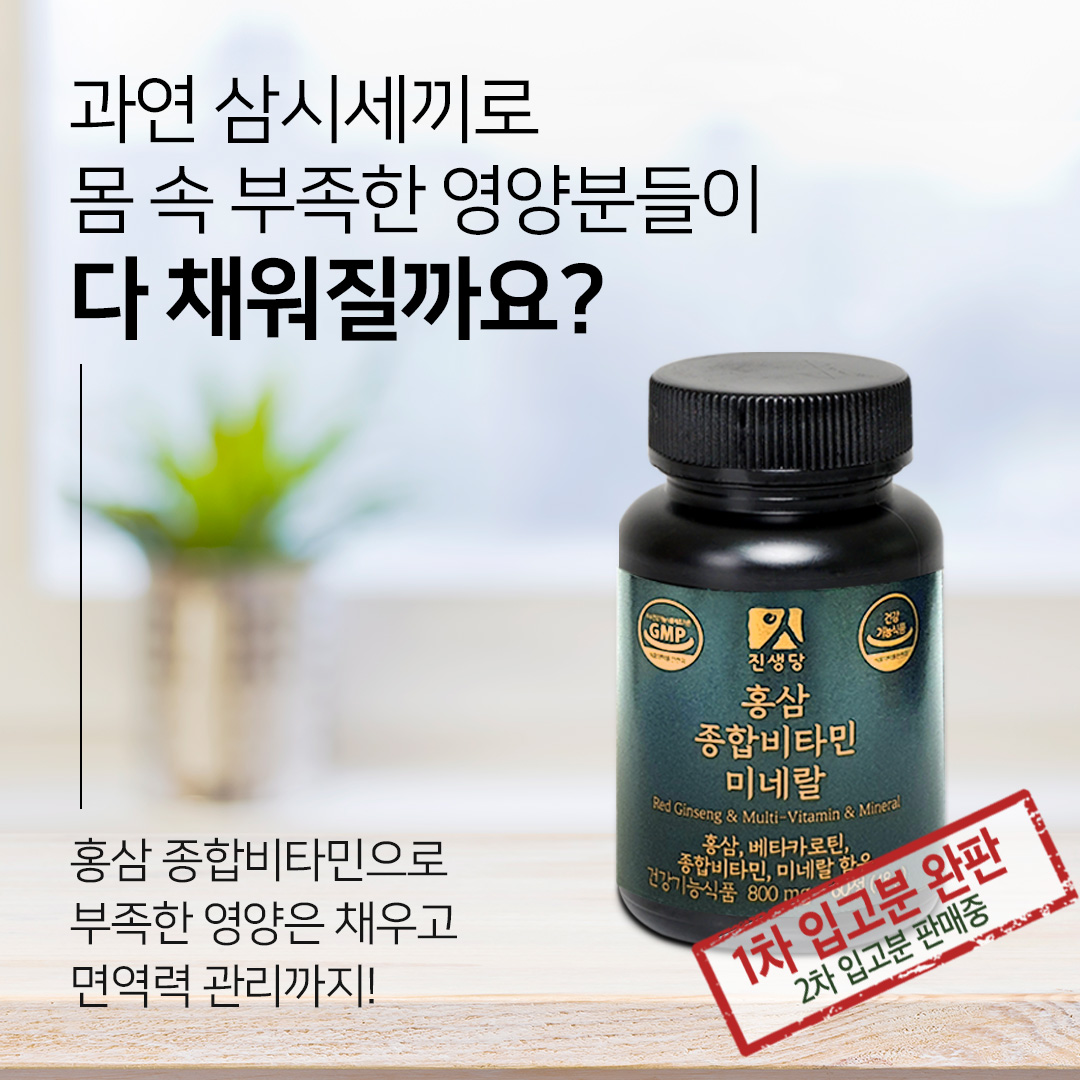 과연 삼시세끼로
몸 속 부족한 영양분들이
다 채워질까요?
GMP
건강
기능식품
진생당
홍삼
종합비타민
미네랄
Red Ginseng & Multi-Vitamin & Mineral
홍삼, 베타카로틴,
종합비타민, 미네랄
건강기능식품 800 mg
1차 입고분 완판
2차 입고분 판매중
홍삼 종합비타민으로
부족한 영양은 채우고
면역력 관리까지!